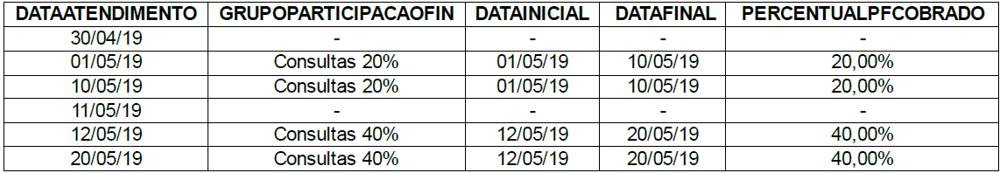 DATAATENDIMENTO GRUPOPARTICIPACAOFIN DATAINICIAL DATAFINAL PERCENTUALPFCOBRADO
30/04/19 - - - -
01/05/19 Consultas 20% 01/05/19 10/05/19 20,00%
10/05/19 Consultas 20% 01/05/19 10/05/19 20,00%
11/05/19 - - - -
12/05/19 Consultas 40% 12/05/19 20/05/19 40,00%
20/05/19 Consultas 40% 12/05/19 20/05/19 40,00%